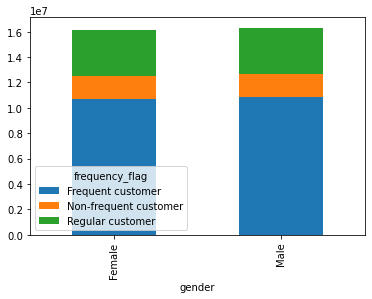 1e7
1.6
1.4
1.2
1.0
0.8
0.6
0.4
0.2
0.0
frequency_flag
Frequent customer
Non-frequent customer
Regular customer
Female
Male
gender